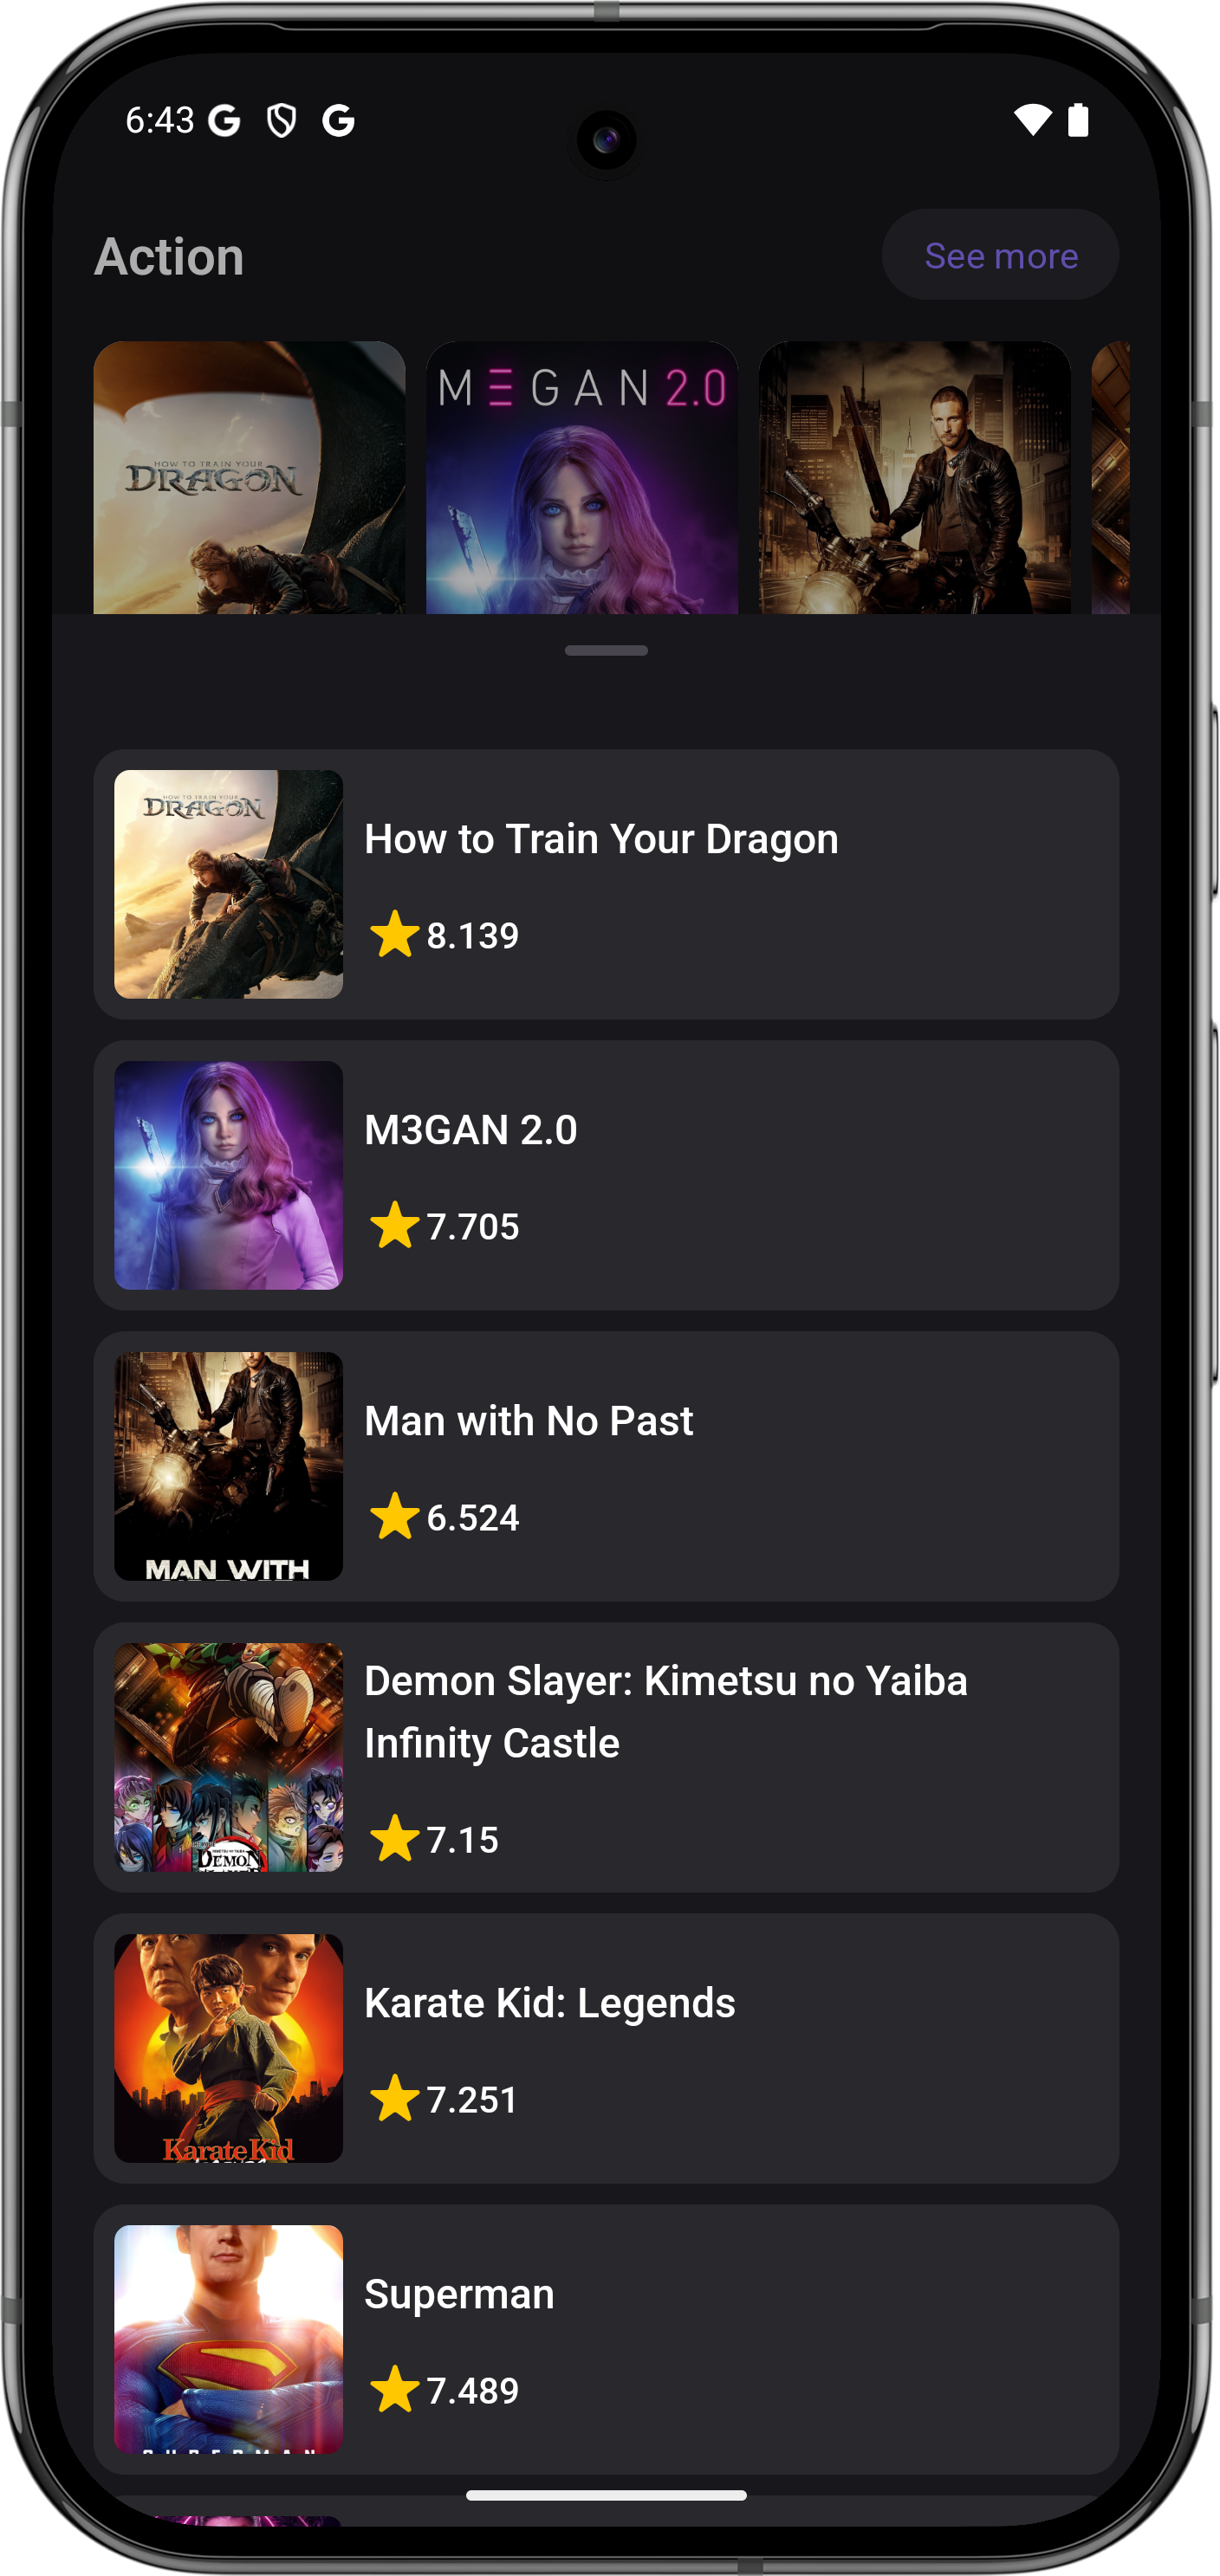 6:43
Action
See more
HOW TO TRAIN YOUR
DRAGON
MΞGAN 2.0
HOW TO TRAIN YOUR
DRAGON
How to Train Your Dragon
8.139
M3GAN 2.0
7.705
MAN WITH
Man with No Past
6.524
DEMON
Demon Slayer: Kimetsu no Yaiba
Infinity Castle
7.15
Karate Kid
Karate Kid: Legends
7.251
SUPERMAN
Superman
7.489